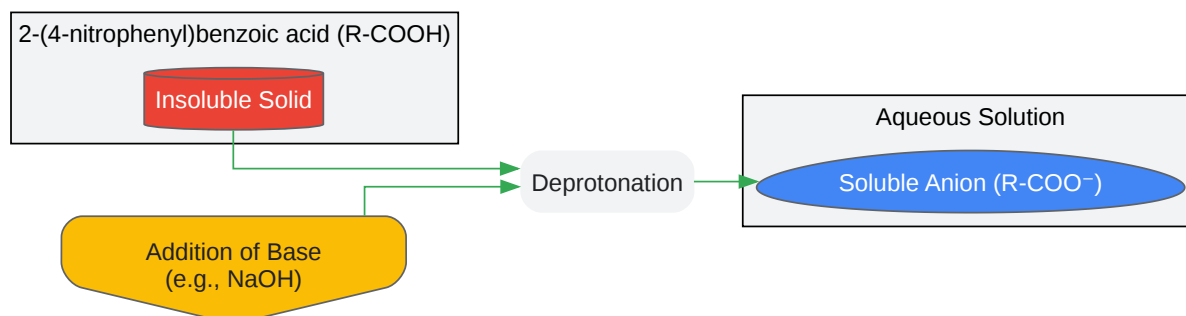 2-(4-nitrophenyl)benzoic acid (R-COOH)
Insoluble Solid
Addition of Base
(e.g., NaOH)
Deprotonation
Aqueous Solution
Soluble Anion (R-COO⁻)